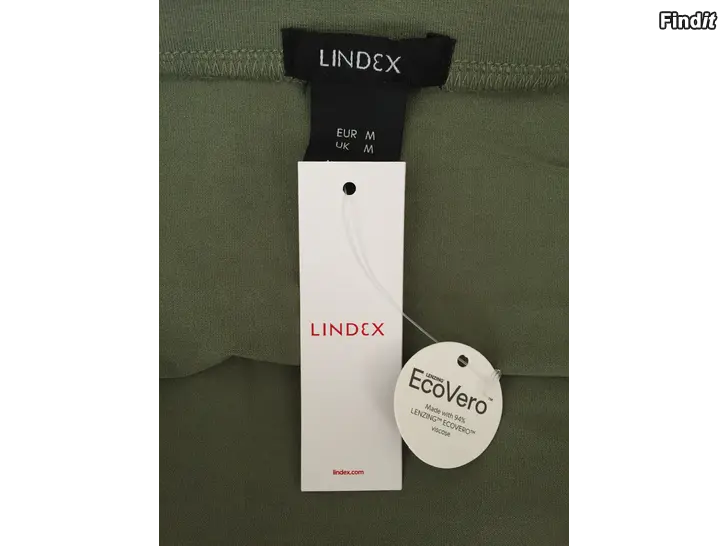 Findit
LINDEX
EUR M
UK M
LINDEX
LENZING
EcoVero™
Made with 94%
LENZING™ ECOVERO™
viscose
lindex.com